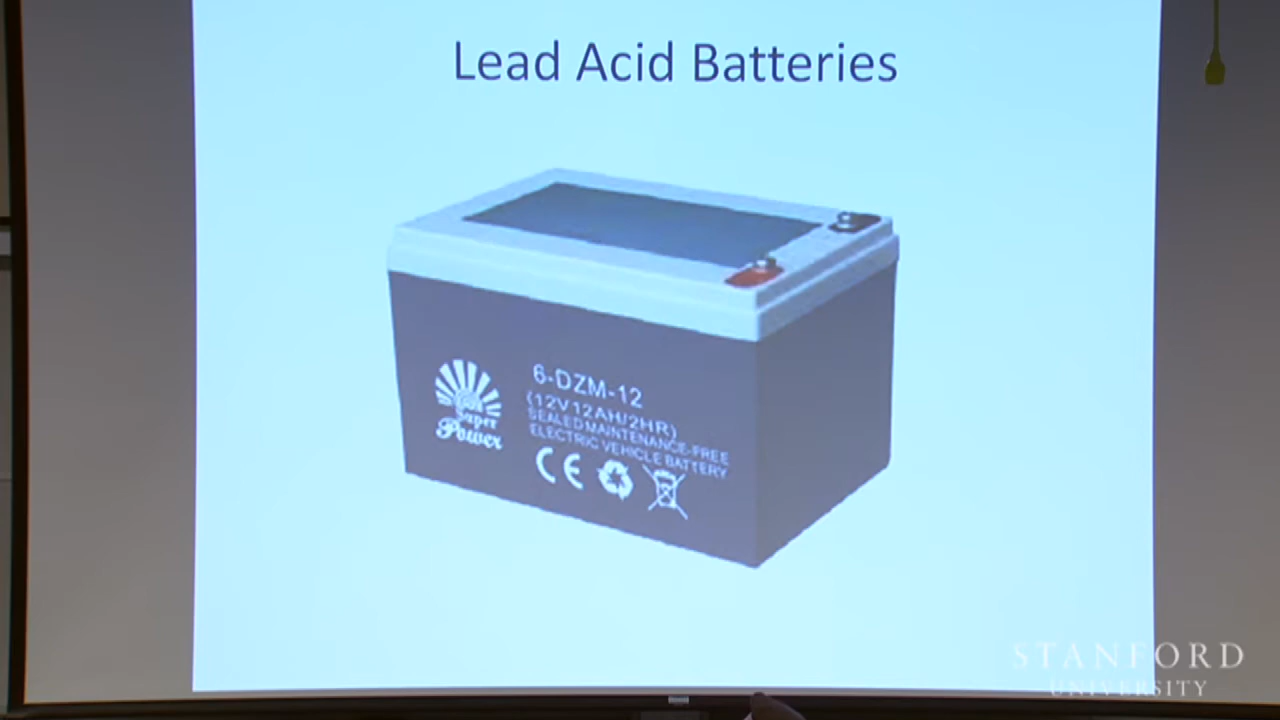 Lead Acid Batteries
6-DZM-12
(12V12AH/2HR)
SEALED MAINTENANCE-FREE
ELECTRIC VEHICLE BATTERY
Super
Power
CE
STANFORD
UNIVERSITY